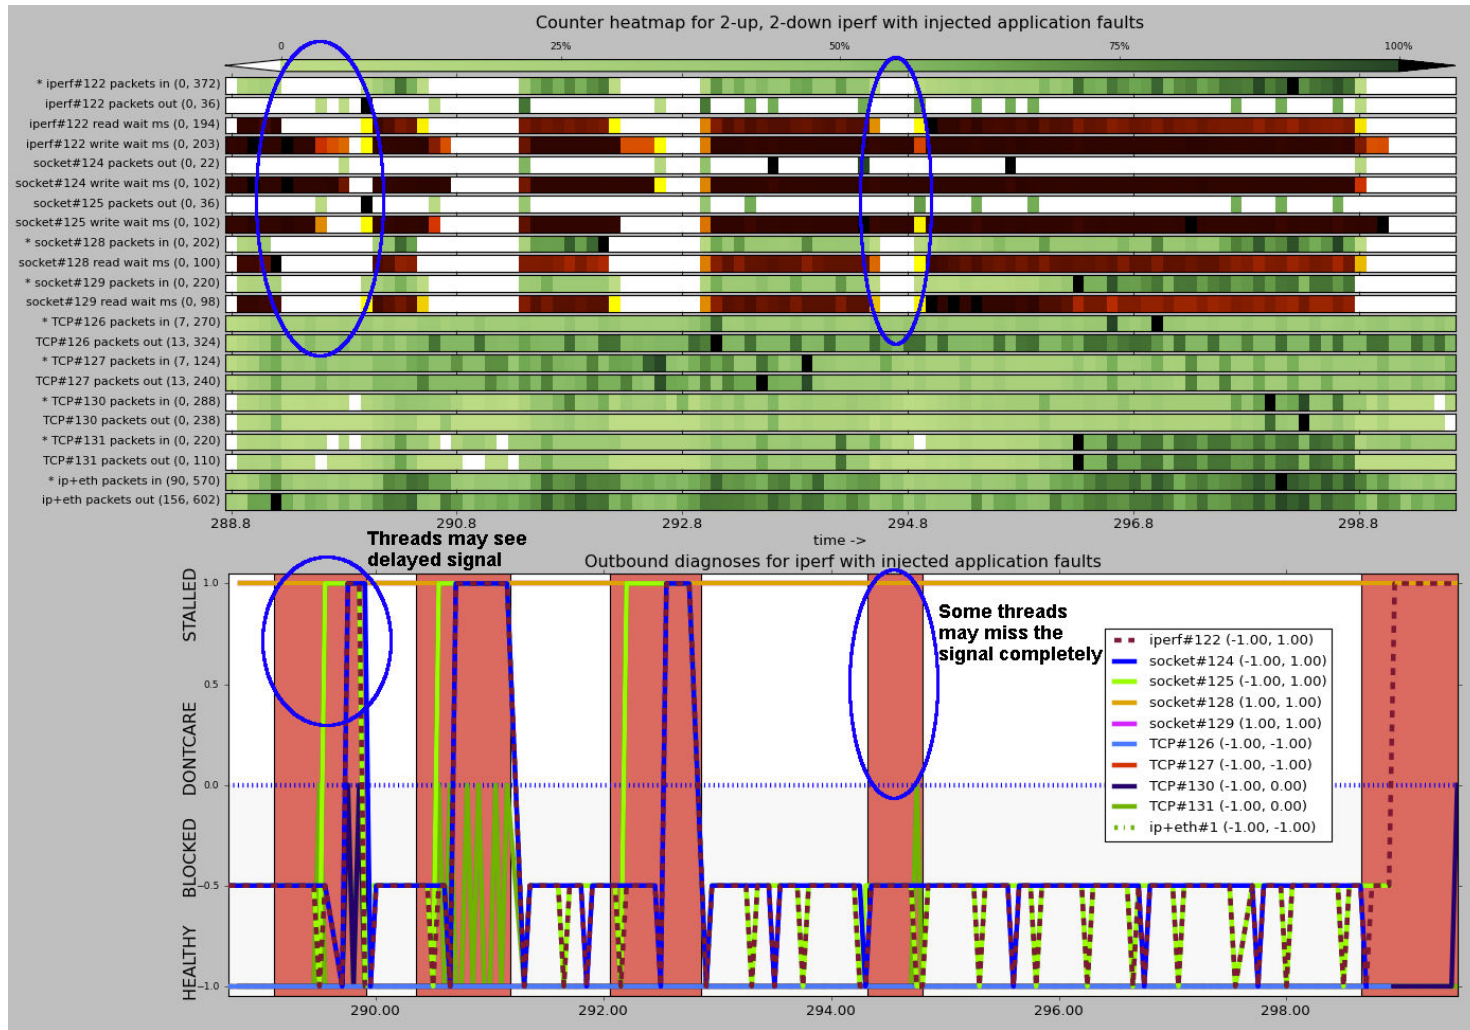 Counter heatmap for 2-up, 2-down iperf with injected application faults
0 25% 50% 75% 100%
* iperf#122 packets in (0, 372)
iperf#122 packets out (0, 36)
iperf#122 read wait ms (0, 194)
iperf#122 write wait ms (0, 203)
socket#124 packets out (0, 22)
socket#124 write wait ms (0, 102)
socket#125 packets out (0, 36)
socket#125 write wait ms (0, 102)
* socket#128 packets in (0, 202)
socket#128 read wait ms (0, 100)
* socket#129 packets in (0, 220)
socket#129 read wait ms (0, 98)
* TCP#126 packets in (7, 270)
TCP#126 packets out (13, 324)
* TCP#127 packets in (7, 124)
TCP#127 packets out (13, 240)
* TCP#130 packets in (0, 288)
TCP#130 packets out (0, 238)
* TCP#131 packets in (0, 220)
TCP#131 packets out (0, 110)
* ip+eth packets in (90, 570)
ip+eth packets out (156, 602)
288.8 290.8 292.8 294.8 296.8 298.8
time ->
Threads may see
delayed signal
Outbound diagnoses for iperf with injected application faults
STALLED
DONTCARE
BLOCKED
HEALTHY
1.0
0.5
0.0
−0.5
−1.0
Some threads
may miss the
signal completely
iperf#122 (-1.00, 1.00)
socket#124 (-1.00, 1.00)
socket#125 (-1.00, 1.00)
socket#128 (1.00, 1.00)
socket#129 (1.00, 1.00)
TCP#126 (-1.00, -1.00)
TCP#127 (-1.00, -1.00)
TCP#130 (-1.00, 0.00)
TCP#131 (-1.00, 0.00)
ip+eth#1 (-1.00, -1.00)
290.00 292.00 294.00 296.00 298.00